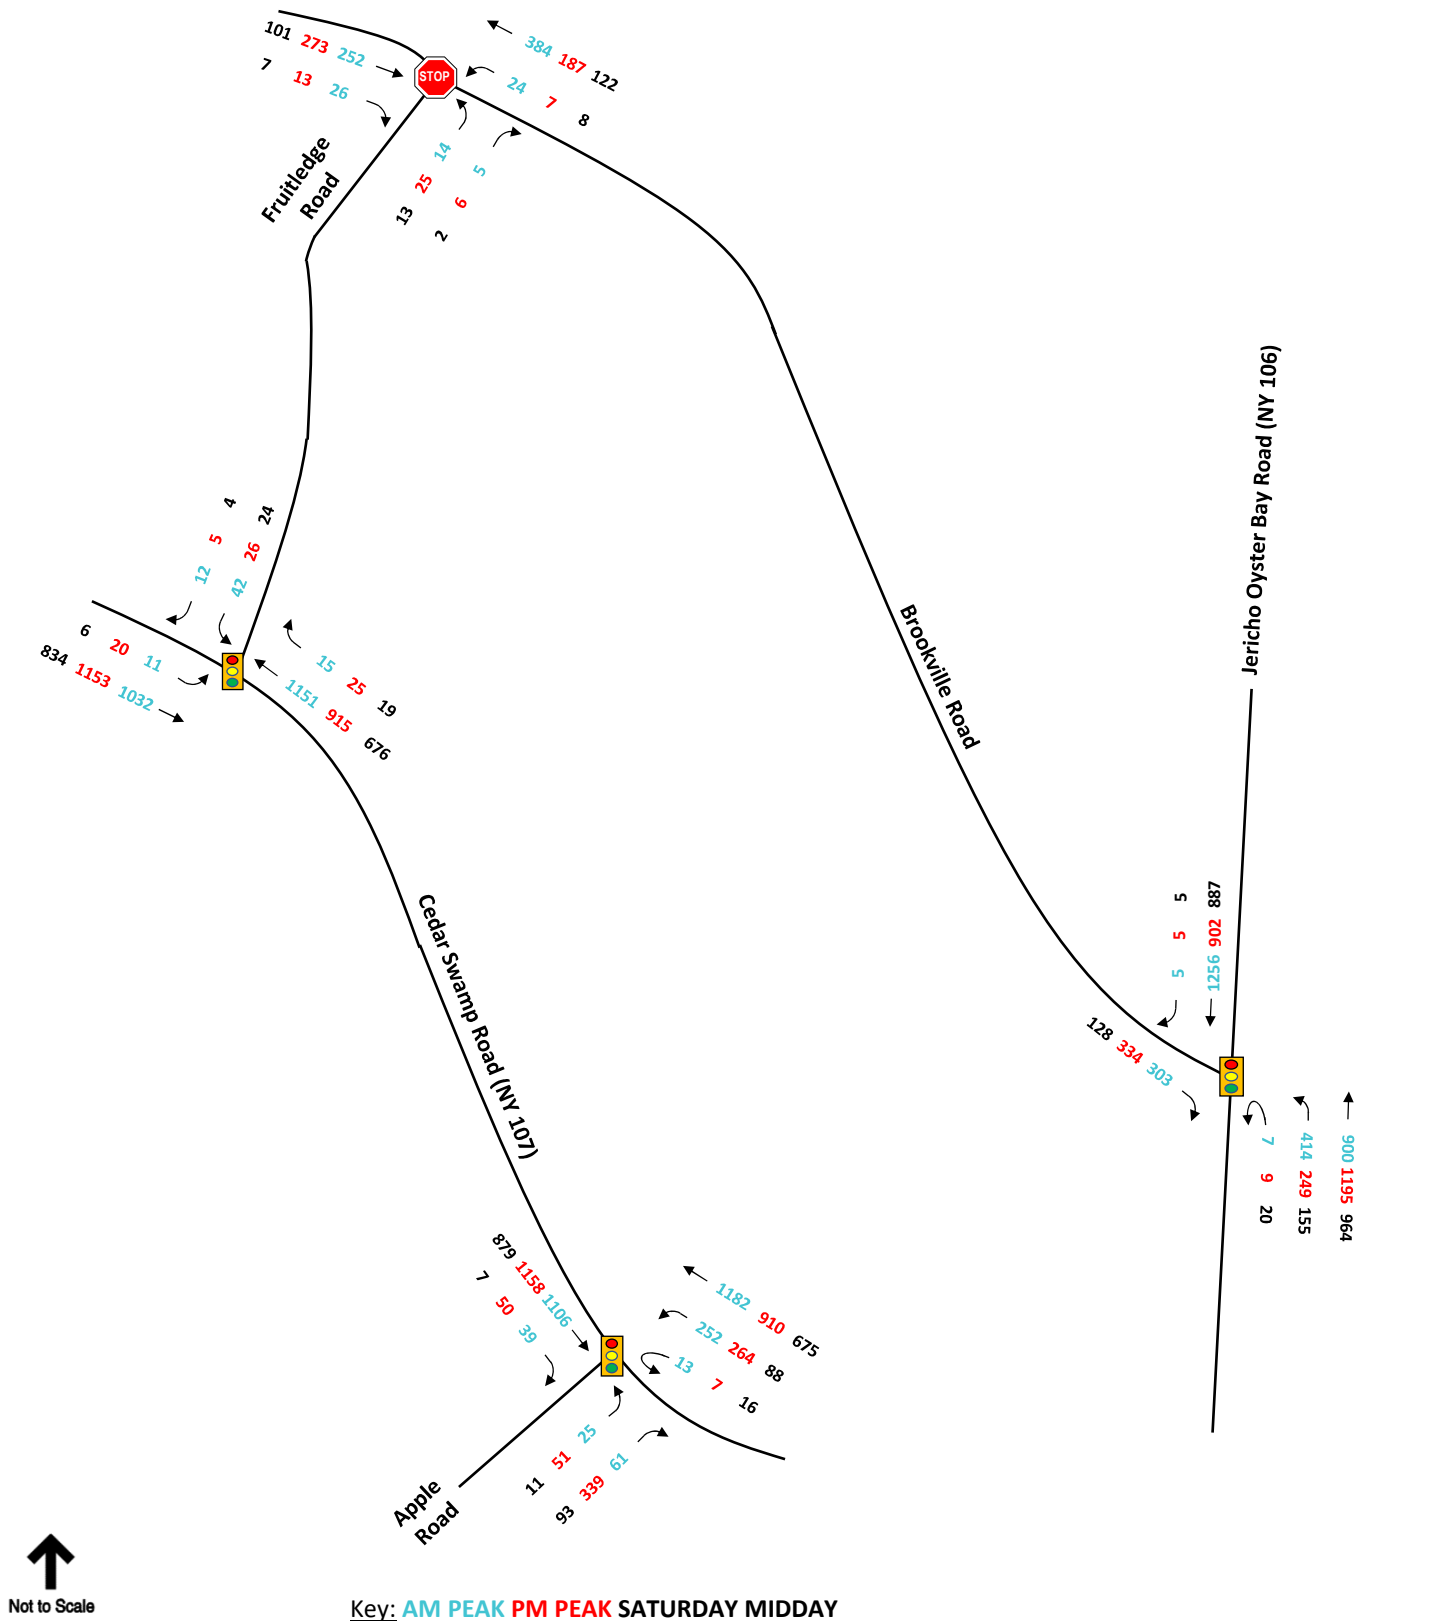 101 273 252
7 13 26
384 187 122
24 7 8
STOP
13 25 14
2 6 5
Fruitledge
Road
12 5 4
42 26 24
6 20 11
834 1153 1032
15 25 19
1151 915 676
Brookville Road
Jericho Oyster Bay Road (NY 106)
5 5 5
1256 902 887
128 334 303
7 9 20
414 249 155
900 1195 964
Cedar Swamp Road (NY 107)
879 1158 1106
7 50 39
1182 910 675
252 264 88
13 7 16
11 51 25
93 339 61
Apple
Road
Not to Scale
Key: AM PEAK PM PEAK SATURDAY MIDDAY